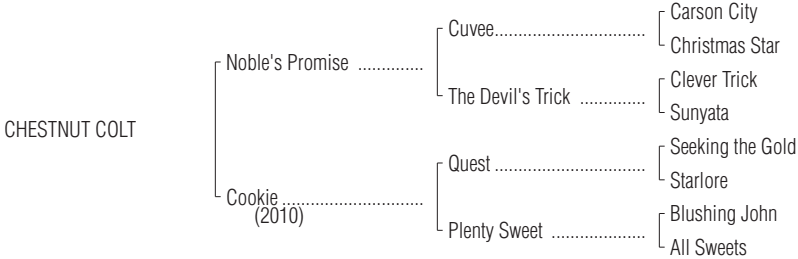 Carson City
Cuvee..................................
Christmas Star
Noble's Promise ..............
Clever Trick
The Devil's Trick ..............
Sunyata
CHESTNUT COLT
Seeking the Gold
Quest ..................................
Starlore
Cookie ..................................
(2010)
Blushing John
Plenty Sweet ....................
All Sweets